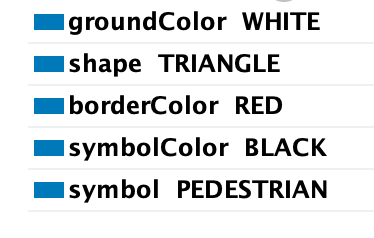 groundColor WHITE
shape TRIANGLE
borderColor RED
symbolColor BLACK
symbol PEDESTRIAN